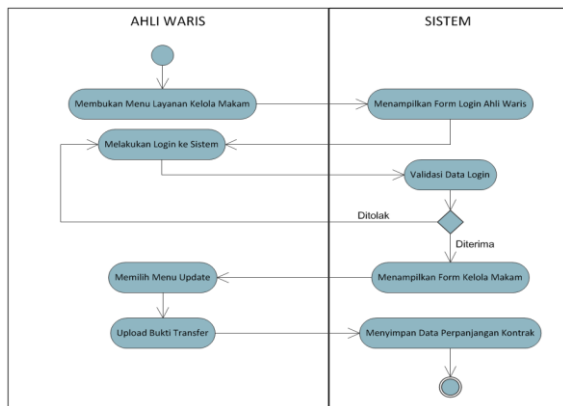 AHLI WARIS
SISTEM
Membukan Menu Layanan Kelola Makam
Menampilkan Form Login Ahli Waris
Melakukan Login ke Sistem
Validasi Data Login
Ditolak
Diterima
Memilih Menu Update
Menampilkan Form Kelola Makam
Upload Bukti Transfer
Menyimpan Data Perpanjangan Kontrak